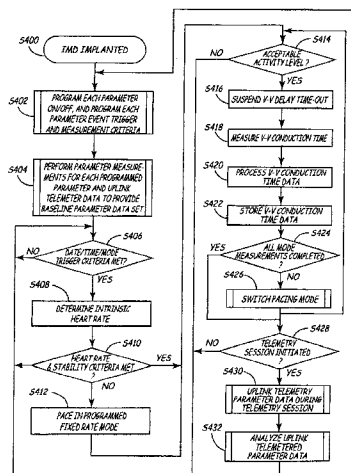 S400
IMD IMPLANTED
S402
PROGRAM EACH PARAMETER
ON/OFF, AND PROGRAM EACH
PARAMETER EVENT TRIGGER
AND MEASUREMENT CRITERIA
S404
PERFORM PARAMETER MEASURE-
MENTS FOR EACH PROGRAMMED
PARAMETER AND UPLINK
TELEMETER DATA TO PROVIDE
BASELINE PARAMETER DATA SET
S406
NO
DATE/TIME/MODE
TRIGGER CRITERIA MET?
YES
S408
DETERMINE INTRINSIC
HEART RATE
S410
HEART RATE
& STABILITY CRITERIA MET
?
YES
NO
S412
PACE IN PROGRAMMED
FIXED RATE MODE
S414
NO
ACCEPTABLE
ACTIVITY LEVEL?
YES
S416
SUSPEND V-V DELAY TIME-OUT
S418
MEASURE V-V CONDUCTION TIME
S420
PROCESS V-V CONDUCTION
TIME DATA
S422
STORE V-V CONDUCTION
TIME DATA
S424
YES
ALL MODE
MEASUREMENTS COMPLETED
?
NO
S426
SWITCH PACING MODE
S428
NO
TELEMETRY
SESSION INITIATED
?
YES
S430
UPLINK TELEMETRY
PARAMETER DATA DURING
TELEMETRY SESSION
S432
ANALYZE UPLINK
TELEMETERED
PARAMETER DATA